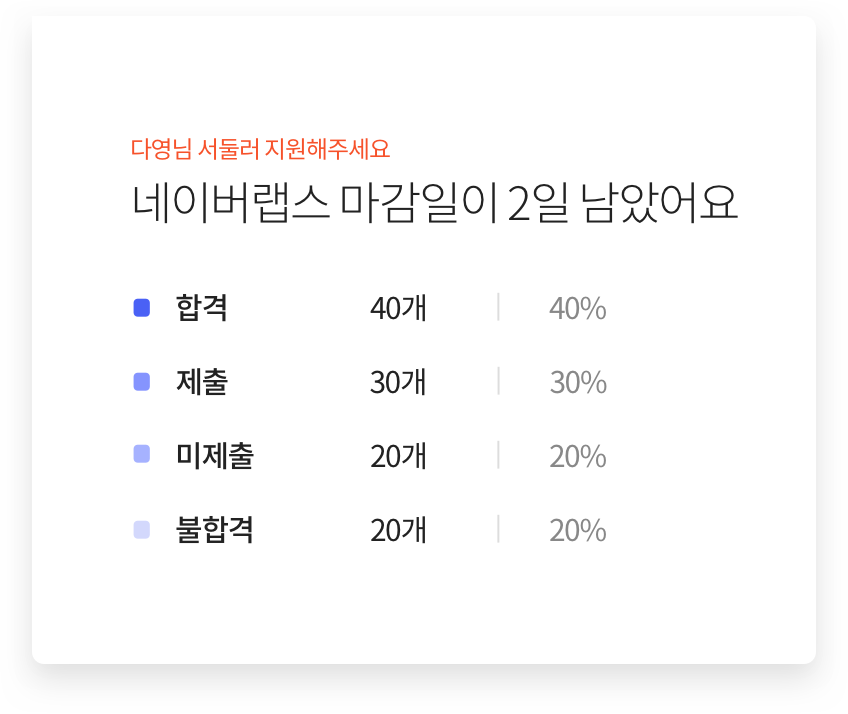 다영님 서둘러 지원해주세요
네이버랩스 마감일이 2일 남았어요
합격 40개 40%
제출 30개 30%
미제출 20개 20%
불합격 20개 20%